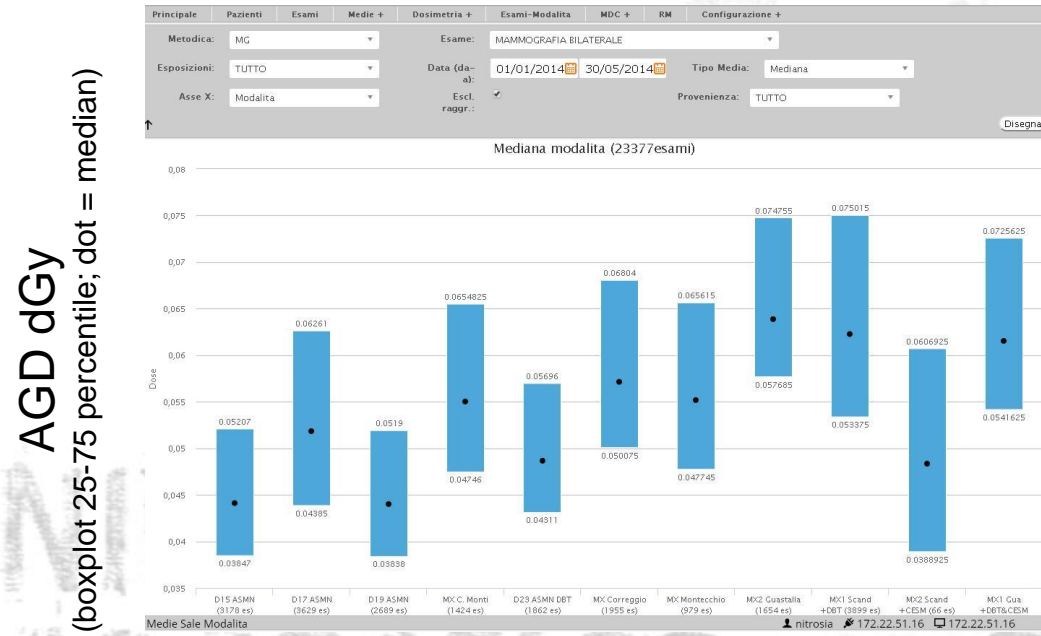 AGD dGy
(boxplot 25-75 percentile; dot = median)
Principale Pazienti Esami Medie + Dosimetria + Esami-Modalita MDC + RM Configurazione +
Metodica: MG Esame: MAMMOGRAFIA BILATERALE
Esposizioni: TUTTO Data (da-a): 01/01/2014 30/05/2014 Tipo Media: Mediana
Asse X: Modalita Escl. raggr.: Provenienza: TUTTO
Disegna
Mediana modalita (23377esami)
Dose
0,08
0,075
0,07
0,065
0,06
0,055
0,05
0,045
0,04
0,035
0.05207
0.03847
0.06261
0.04385
0.0519
0.03838
0.0654825
0.04746
0.05696
0.04311
0.06804
0.050075
0.065615
0.047745
0.074755
0.057685
0.075015
0.053375
0.0606925
0.0388925
0.0725625
0.0541625
D15 ASMN
(3178 es)
D17 ASMN
(3629 es)
D19 ASMN
(2689 es)
MX C. Monti
(1424 es)
D23 ASMN DBT
(1862 es)
MX Correggio
(1955 es)
MX Montecchio
(979 es)
MX2 Guastalla
(1654 es)
MX1 Scand
+DBT (3899 es)
MX2 Scand
+CESM (66 es)
MX1 Gua
+DBT&CESM
Medie Sale Modalita nitrosia 172.22.51.16 172.22.51.16